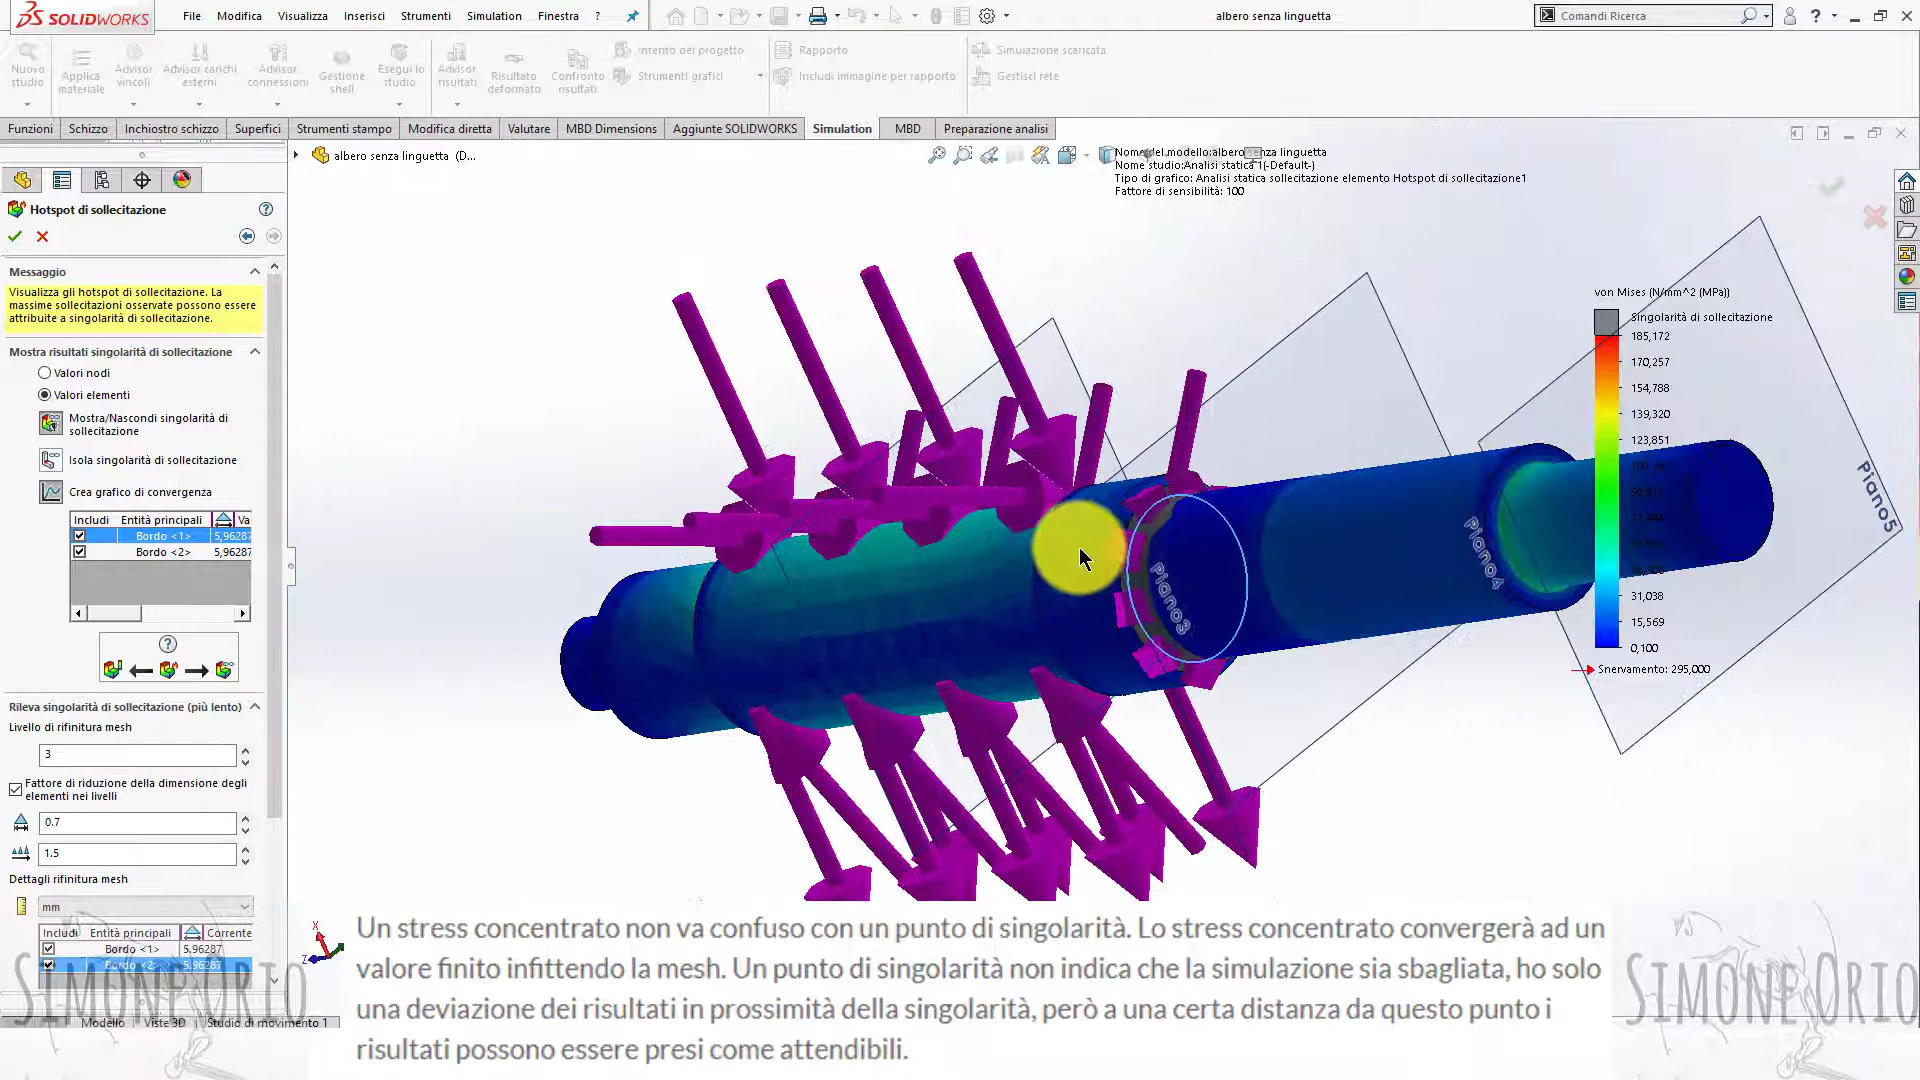 SOLIDWORKS
File Modifica Visualizza Inserisci Strumenti Simulation Finestra ?
albero senza linguetta
Comandi Ricerca
Nuovo studio
Applica materiale
Advisor vincoli
Advisor carichi esterni
Advisor connessioni
Gestione shell
Esegui lo studio
Advisor risultati
Risultato deformato
Confronto risultati
Intento del progetto
Strumenti grafici
Rapporto
Includi immagine per rapporto
Simulazione scaricata
Gestisci rete
Funzioni Schizzo Inchiostro schizzo Superfici Strumenti stampo Modifica diretta Valutare MBD Dimensions Aggiunte SOLIDWORKS Simulation MBD Preparazione analisi
albero senza linguetta (D...
Nome del modello:albero senza linguetta
Nome studio:Analisi statica 1(-Default-)
Tipo di grafico: Analisi statica sollecitazione elemento Hotspot di sollecitazione1
Fattore di sensibilità: 100
Hotspot di sollecitazione
Messaggio
Visualizza gli hotspot di sollecitazione. La
massime sollecitazioni osservate possono essere
attribuite a singolarità di sollecitazione.
Mostra risultati singolarità di sollecitazione
Valori nodi
Valori elementi
Mostra/Nascondi singolarità di
sollecitazione
Isola singolarità di sollecitazione
Crea grafico di convergenza
Includi Entità principali Va
Bordo <1> 5,96287
Bordo <2> 5,96287
Rileva singolarità di sollecitazione (più lento)
Livello di rifinitura mesh
3
Fattore di riduzione della dimensione degli
elementi nei livelli
0.7
1.5
Dettagli rifinitura mesh
mm
Includi Entità principali Corrente
Bordo <1> 5,96287
Bordo <2> 5,96287
Modello Viste 3D Studio di movimento 1
von Mises (N/mm^2 (MPa))
Singolarità di sollecitazione
185,172
170,257
154,788
139,320
123,851
31,038
15,569
0,100
Snervamento: 295,000
Piano3
Piano4
Piano5
X
Z
Un stress concentrato non va confuso con un punto di singolarità. Lo stress concentrato convergerà ad un
valore finito infittendo la mesh. Un punto di singolarità non indica che la simulazione sia sbagliata, ho solo
una deviazione dei risultati in prossimità della singolarità, però a una certa distanza da questo punto i
risultati possono essere presi come attendibili.
SIMONE ORIO
SIMONE ORIO